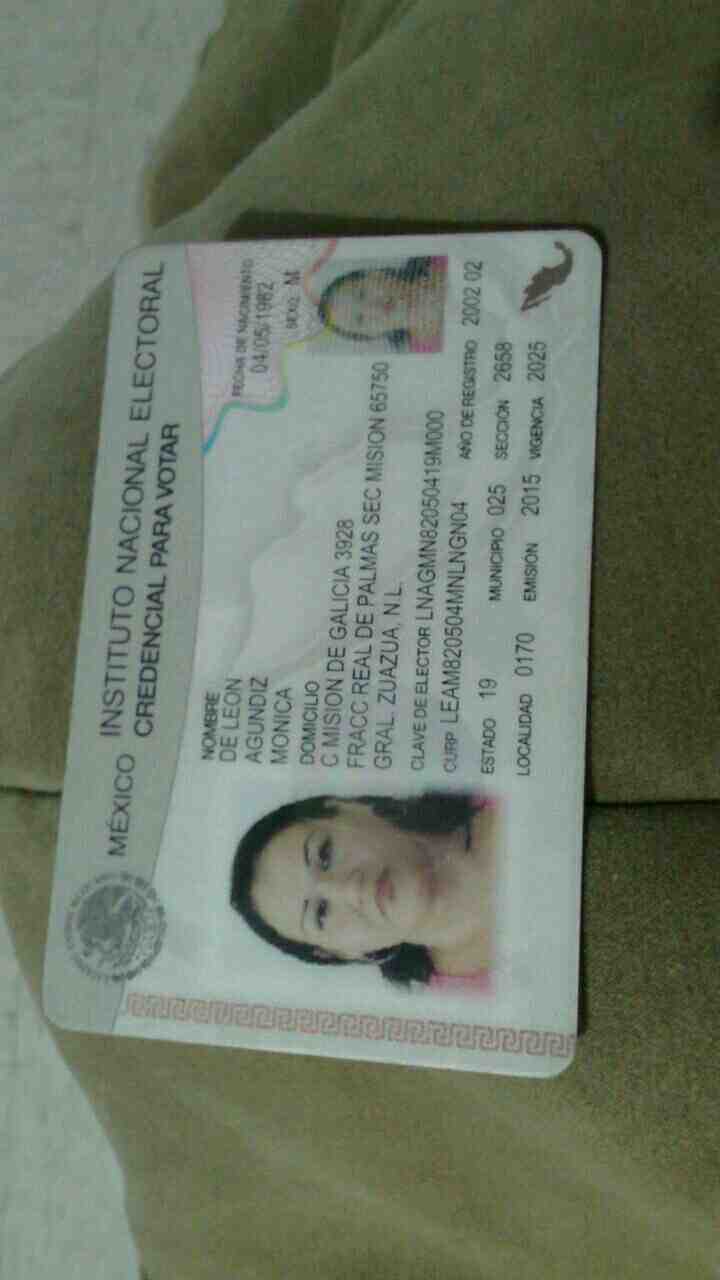 MÉXICO INSTITUTO NACIONAL ELECTORAL
CREDENCIAL PARA VOTAR
NOMBRE
DE LEON
AGUNDIZ
MONICA
FECHA DE NACIMIENTO
04/05/1982
SEXO M
DOMICILIO
C MISION DE GALICIA 3928
FRACC REAL DE PALMAS SEC MISION 65750
GRAL. ZUAZUA, N.L.
CLAVE DE ELECTOR LNAGMN82050419M000
CURP LEAM820504MNLNGN04 AÑO DE REGISTRO 2002 02
ESTADO 19 MUNICIPIO 025 SECCION 2658
LOCALIDAD 0170 EMISION 2015 VIGENCIA 2025